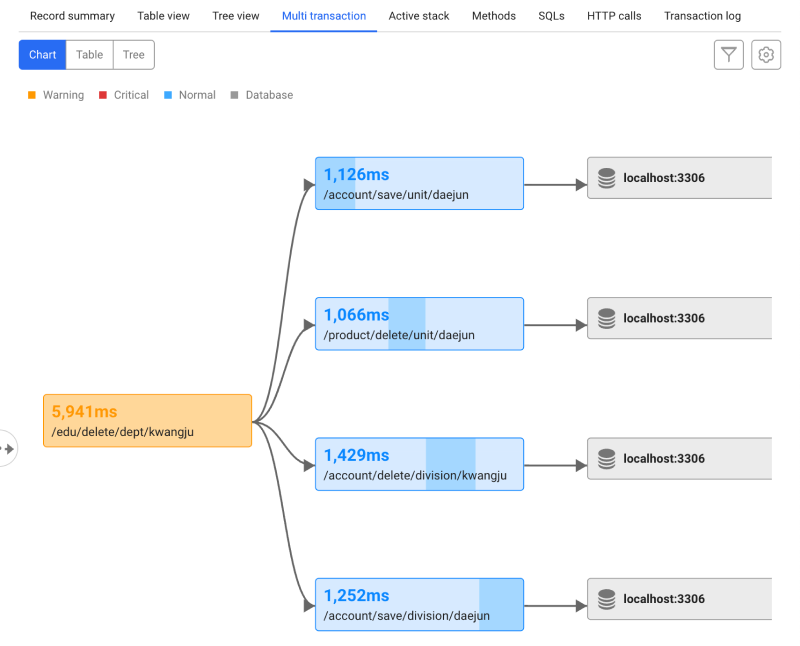 Record summary Table view Tree view Multi transaction Active stack Methods SQLs HTTP calls Transaction log
Chart Table Tree
Warning Critical Normal Database
1,126ms
/account/save/unit/daejun
localhost:3306
1,066ms
/product/delete/unit/daejun
localhost:3306
5,941ms
/edu/delete/dept/kwangju
1,429ms
/account/delete/division/kwangju
localhost:3306
1,252ms
/account/save/division/daejun
localhost:3306